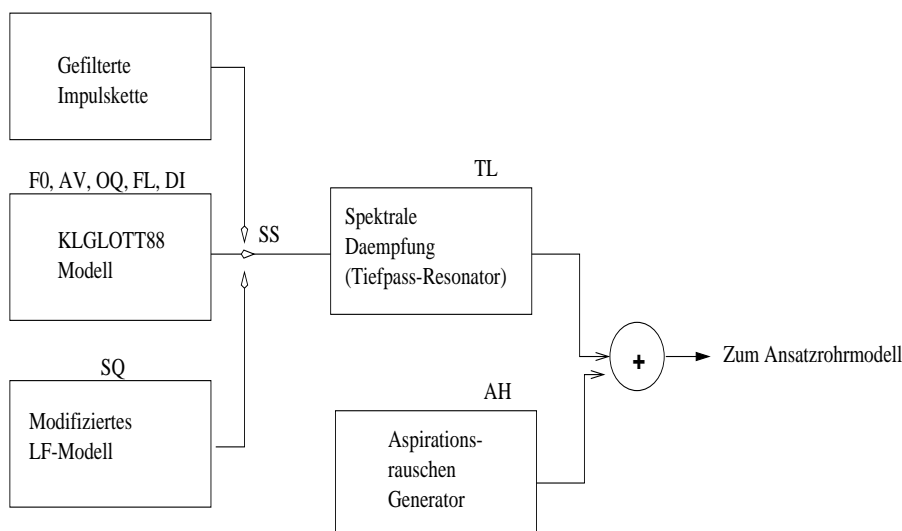 Gefilterte
Impulskette
F0, AV, OQ, FL, DI
KLGLOTT88
Modell
SS
SQ
Modifiziertes
LF-Modell
TL
Spektrale
Daempfung
(Tiefpass-Resonator)
AH
Aspirations-
rauschen
Generator
+
Zum Ansatzrohrmodell